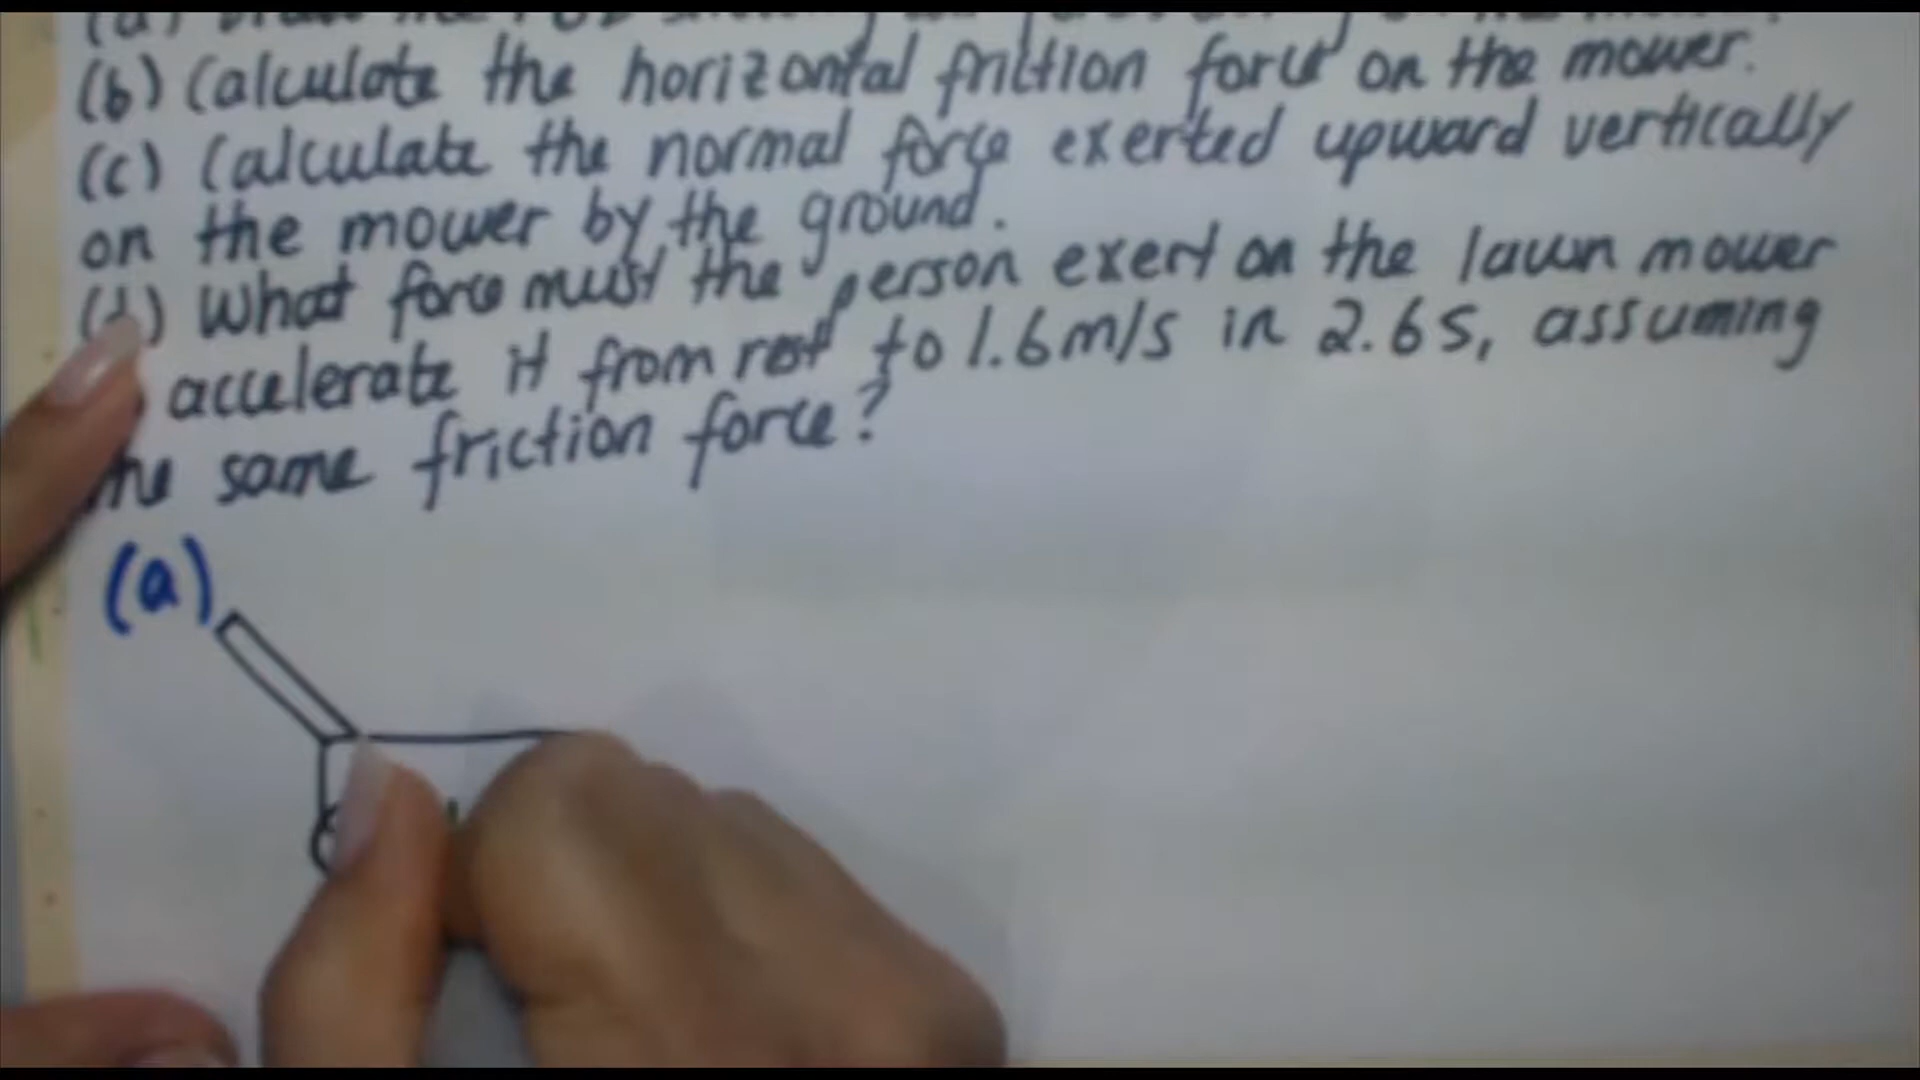 (b) Calculate the horizontal friction force on the mower.
(c) Calculate the normal force exerted upward vertically
on the mower by the ground.
(d) What force must the person exert on the lawn mower
accelerate it from rest to 1.6m/s in 2.6s, assuming
the same friction force?
(a)